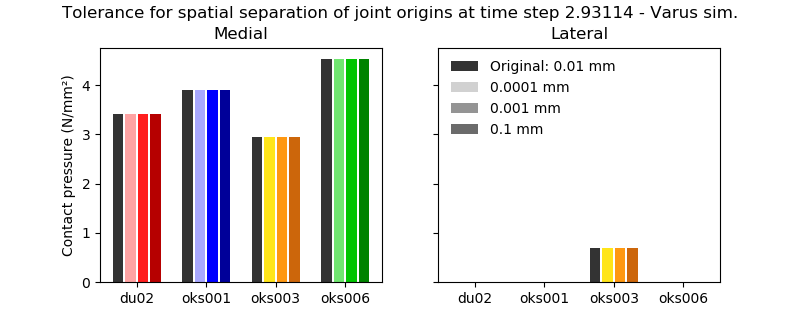 Tolerance for spatial separation of joint origins at time step 2.93114 - Varus sim.
Medial
Lateral
Contact pressure (N/mm²)
4
3
2
1
0
du02
oks001
oks003
oks006
Original: 0.01 mm
0.0001 mm
0.001 mm
0.1 mm
du02
oks001
oks003
oks006